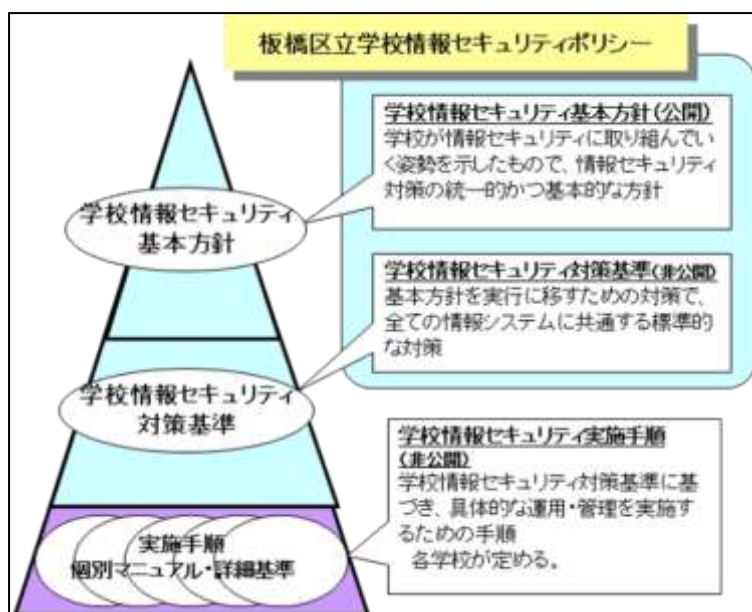 板橋区立学校情報セキュリティポリシー
学校情報セキュリティ基本方針(公開)
学校が情報セキュリティに取り組んでい
く姿勢を示したもので、情報セキュリティ
対策の統一的かつ基本的な方針
学校情報セキュリティ
基本方針
学校情報セキュリティ対策基準(非公開)
基本方針を実行に移すための対策で、
全ての情報システムに共通する標準的
な対策
学校情報セキュリティ
対策基準
学校情報セキュリティ実施手順
(非公開)
学校情報セキュリティ対策基準に基
づき、具体的な運用・管理を実施す
るための手順
各学校が定める。
実施手順
個別マニュアル・詳細基準